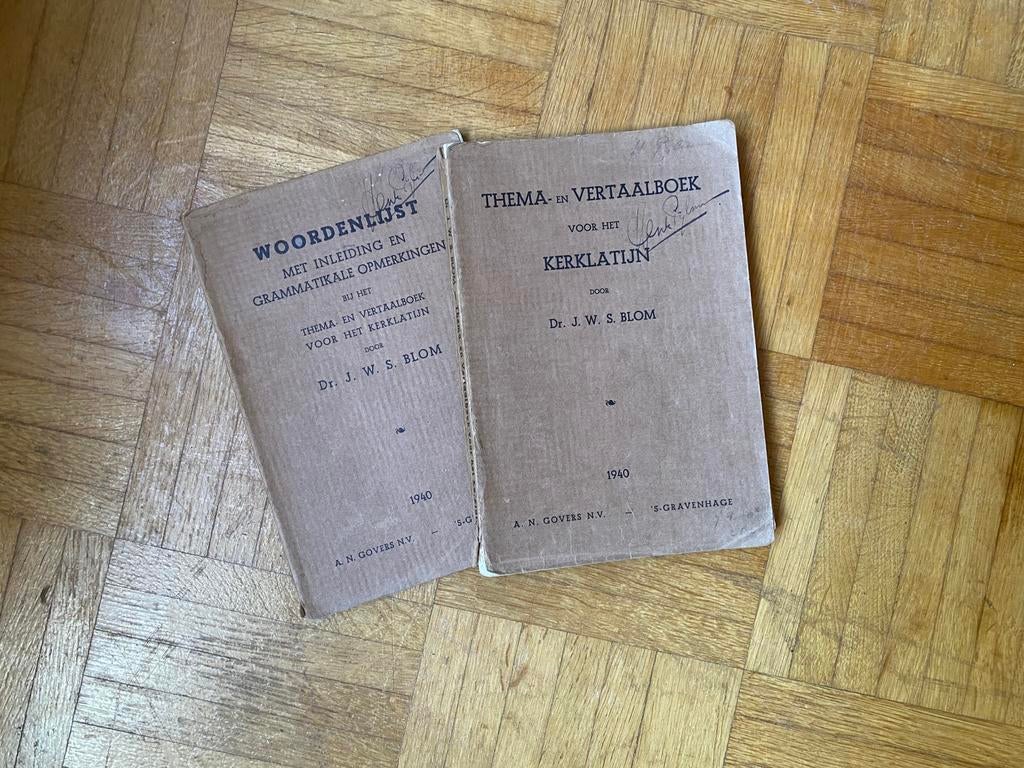 WOORDENLIJST
MET INLEIDING EN
GRAMMATIKALE OPMERKINGEN
BIJ HET
THEMA- EN VERTAALBOEK
VOOR HET KERKLATIJN
DOOR
Dr. J. W. S. BLOM
1940
A. N. GOVERS N.V. — 'S-G
THEMA- EN VERTAALBOEK
VOOR HET
KERKLATIJN
DOOR
Dr. J. W. S. BLOM
1940
A. N. GOVERS N.V. — 'S-GRAVENHAGE